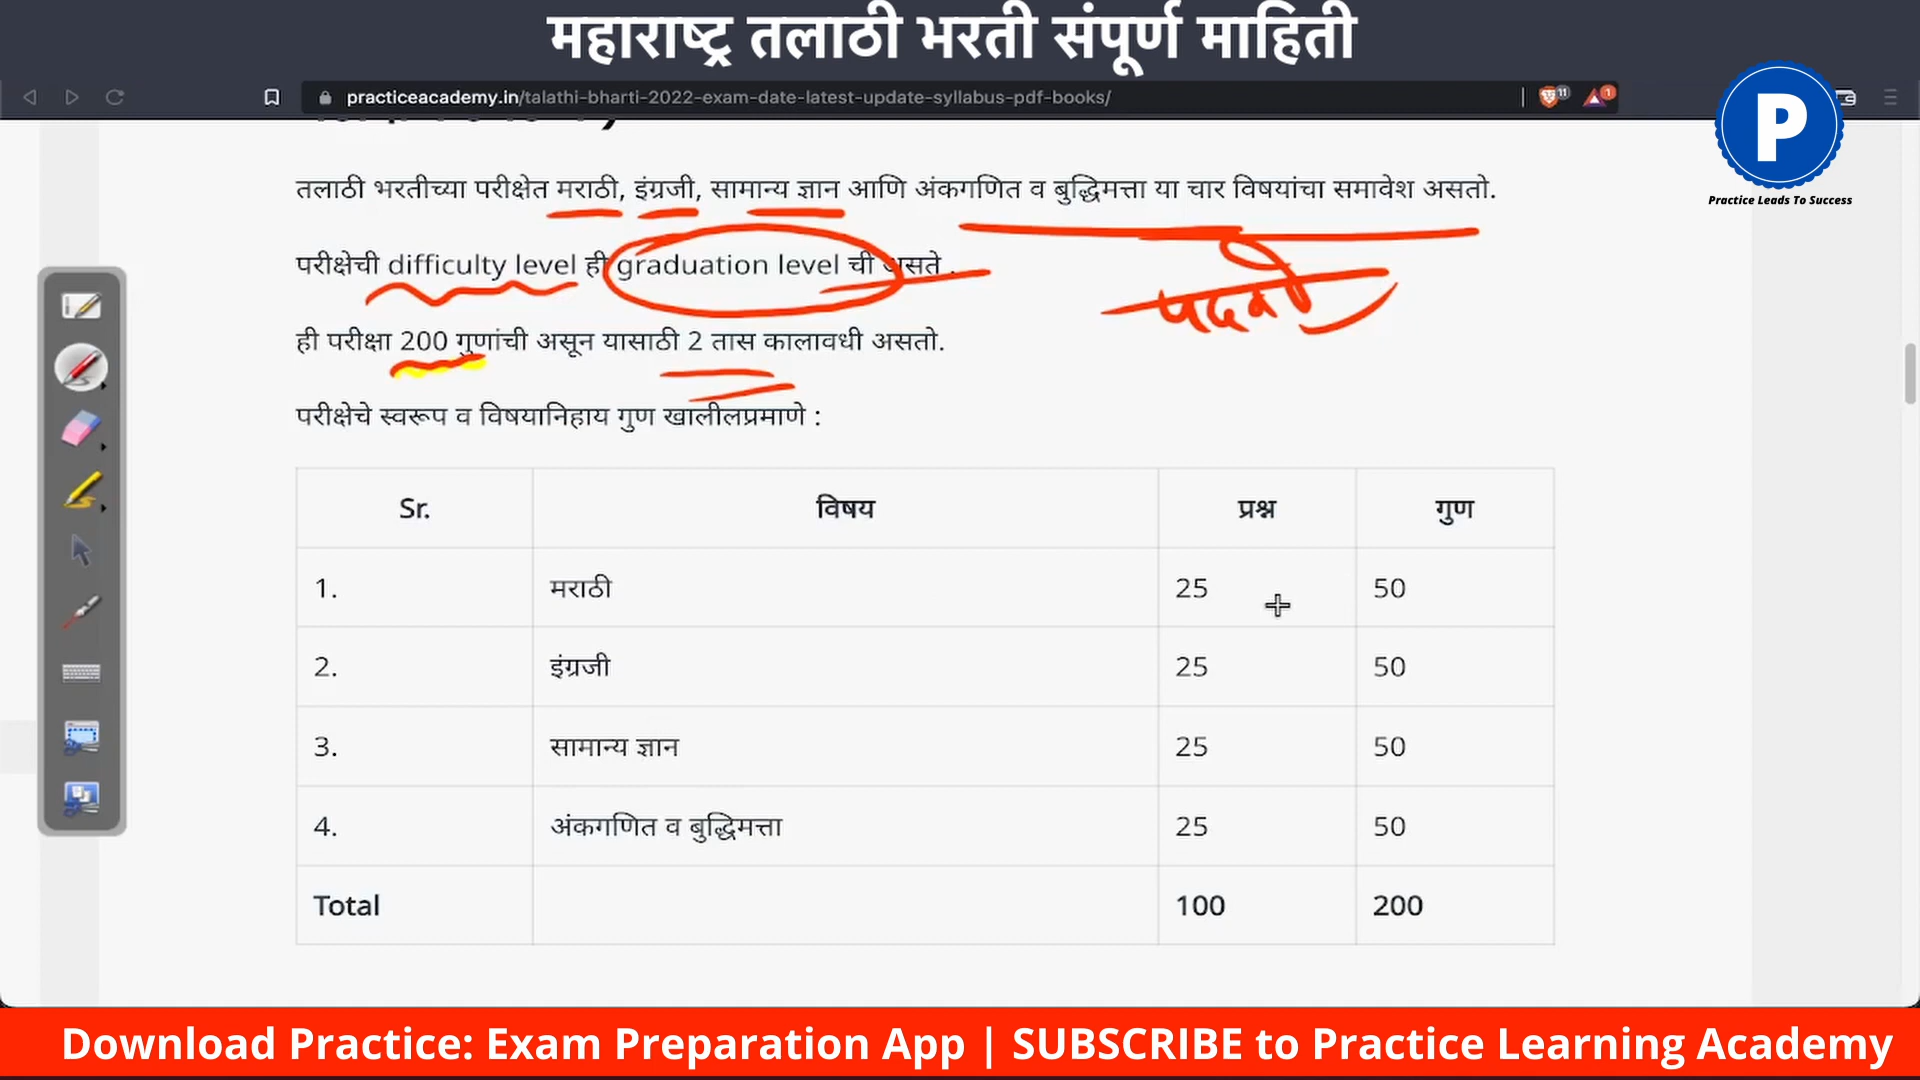 महाराष्ट्र तलाठी भरती संपूर्ण माहिती
practiceacademy.in/talathi-bharti-2022-exam-date-latest-update-syllabus-pdf-books/
11
1
P
Practice Leads To Success
तलाठी भरतीच्या परीक्षेत मराठी, इंग्रजी, सामान्य ज्ञान आणि अंकगणित व बुद्धिमत्ता या चार विषयांचा समावेश असतो.
परीक्षेची difficulty level ही graduation level ची असते .
पदवी
ही परीक्षा 200 गुणांची असून यासाठी 2 तास कालावधी असतो.
परीक्षेचे स्वरूप व विषयानिहाय गुण खालीलप्रमाणे :
Sr. विषय प्रश्न गुण
1. मराठी 25 50
2. इंग्रजी 25 50
3. सामान्य ज्ञान 25 50
4. अंकगणित व बुद्धिमत्ता 25 50
Total 100 200
Download Practice: Exam Preparation App | SUBSCRIBE to Practice Learning Academy